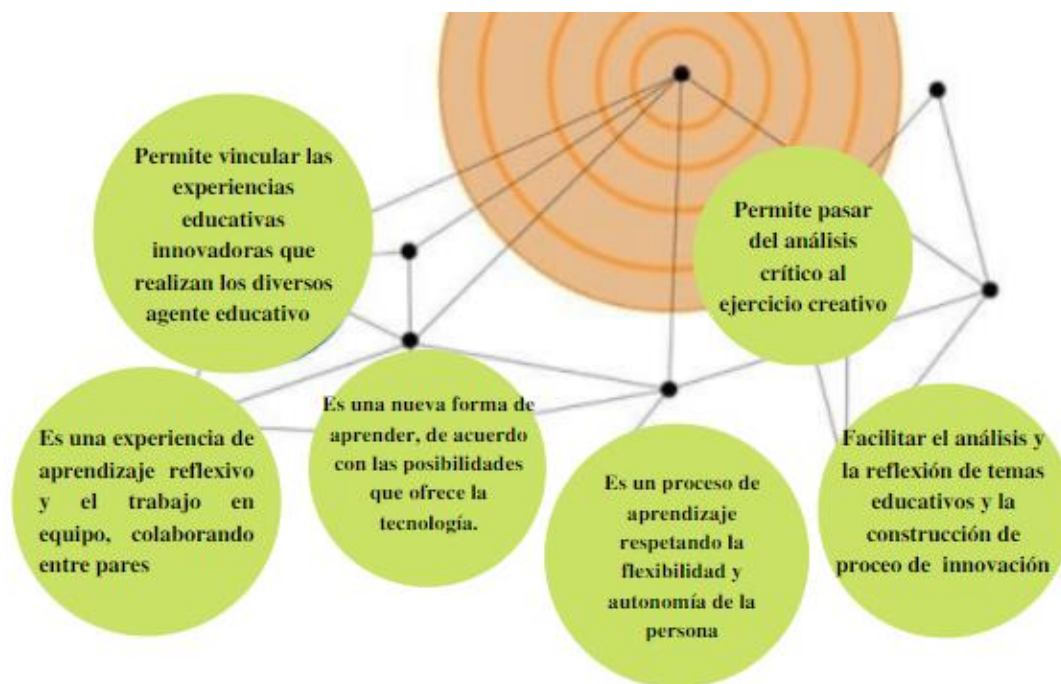 Permite vincular las
experiencias
educativas
innovadoras que
realizan los diversos
agente educativo
Permite pasar
del análisis
crítico al
ejercicio creativo
Es una experiencia de
aprendizaje reflexivo
y el trabajo en
equipo, colaborando
entre pares
Es una nueva forma de
aprender, de acuerdo
con las posibilidades
que ofrece la
tecnología.
Es un proceso de
aprendizaje
respetando la
flexibilidad y
autonomía de la
persona
Facilitar el análisis y
la reflexión de temas
educativos y la
construcción de
proceo de innovación